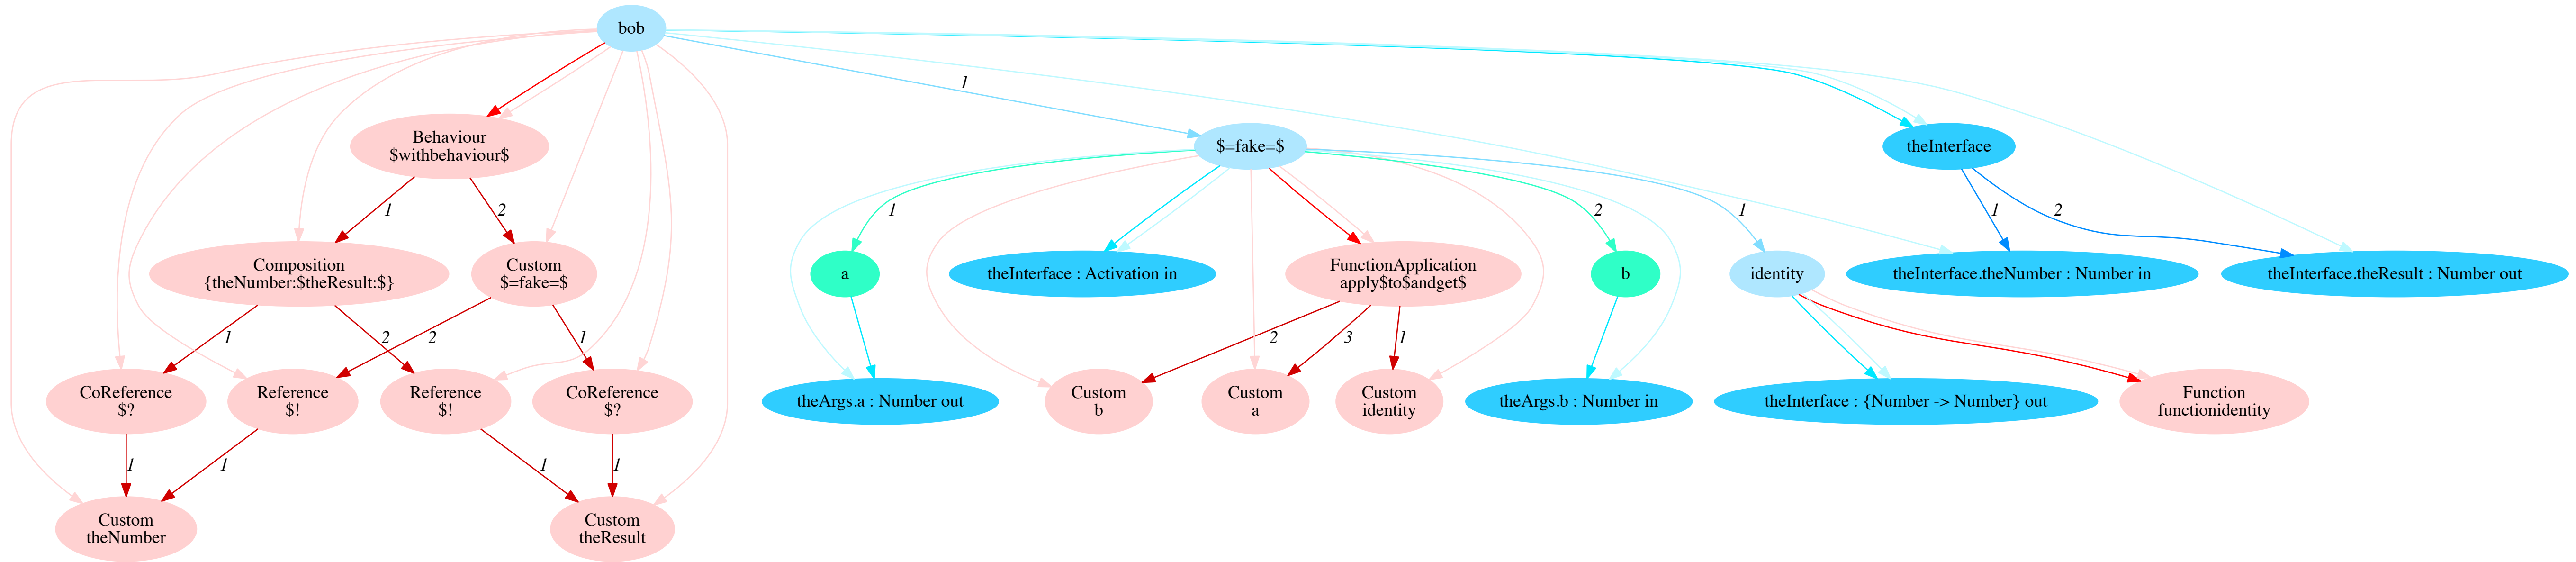 bob
1
Behaviour
$withbehaviour$
$=fake=$
theInterface
1
2
1
2
1
1
2
Composition
{theNumber:$theResult:$}
Custom
$=fake=$
a
theInterface : Activation in
FunctionApplication
apply$to$andget$
b
identity
theInterface.theNumber : Number in
theInterface.theResult : Number out
1
2
2
1
2
3
1
CoReference
$?
Reference
$!
Reference
$!
CoReference
$?
theArgs.a : Number out
Custom
b
Custom
a
Custom
identity
theArgs.b : Number in
theInterface : {Number -> Number} out
Function
functionidentity
1
1
1
1
Custom
theNumber
Custom
theResult